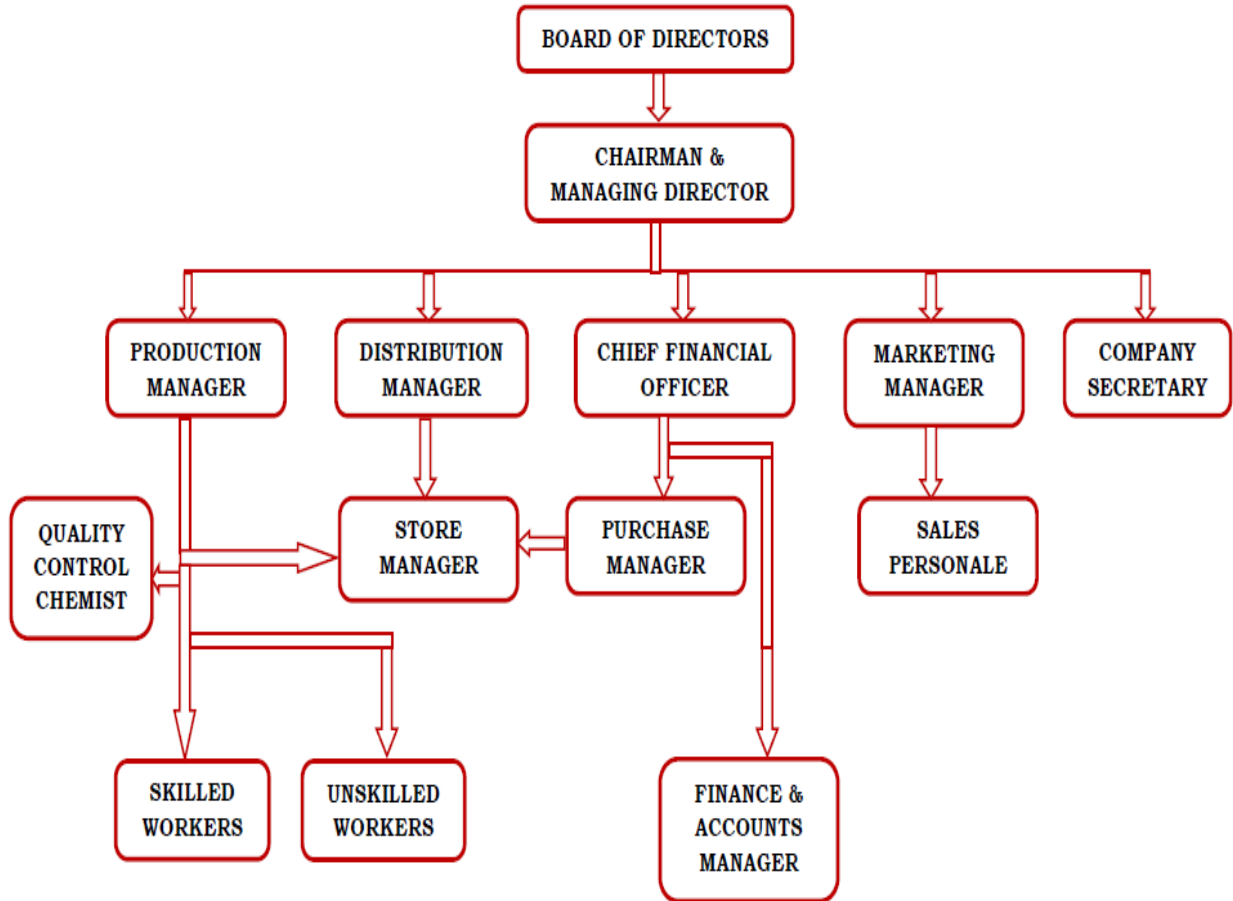 BOARD OF DIRECTORS
CHAIRMAN &
MANAGING DIRECTOR
PRODUCTION
MANAGER
DISTRIBUTION
MANAGER
CHIEF FINANCIAL
OFFICER
MARKETING
MANAGER
COMPANY
SECRETARY
QUALITY
CONTROL
CHEMIST
STORE
MANAGER
PURCHASE
MANAGER
SALES
PERSONALE
SKILLED
WORKERS
UNSKILLED
WORKERS
FINANCE &
ACCOUNTS
MANAGER